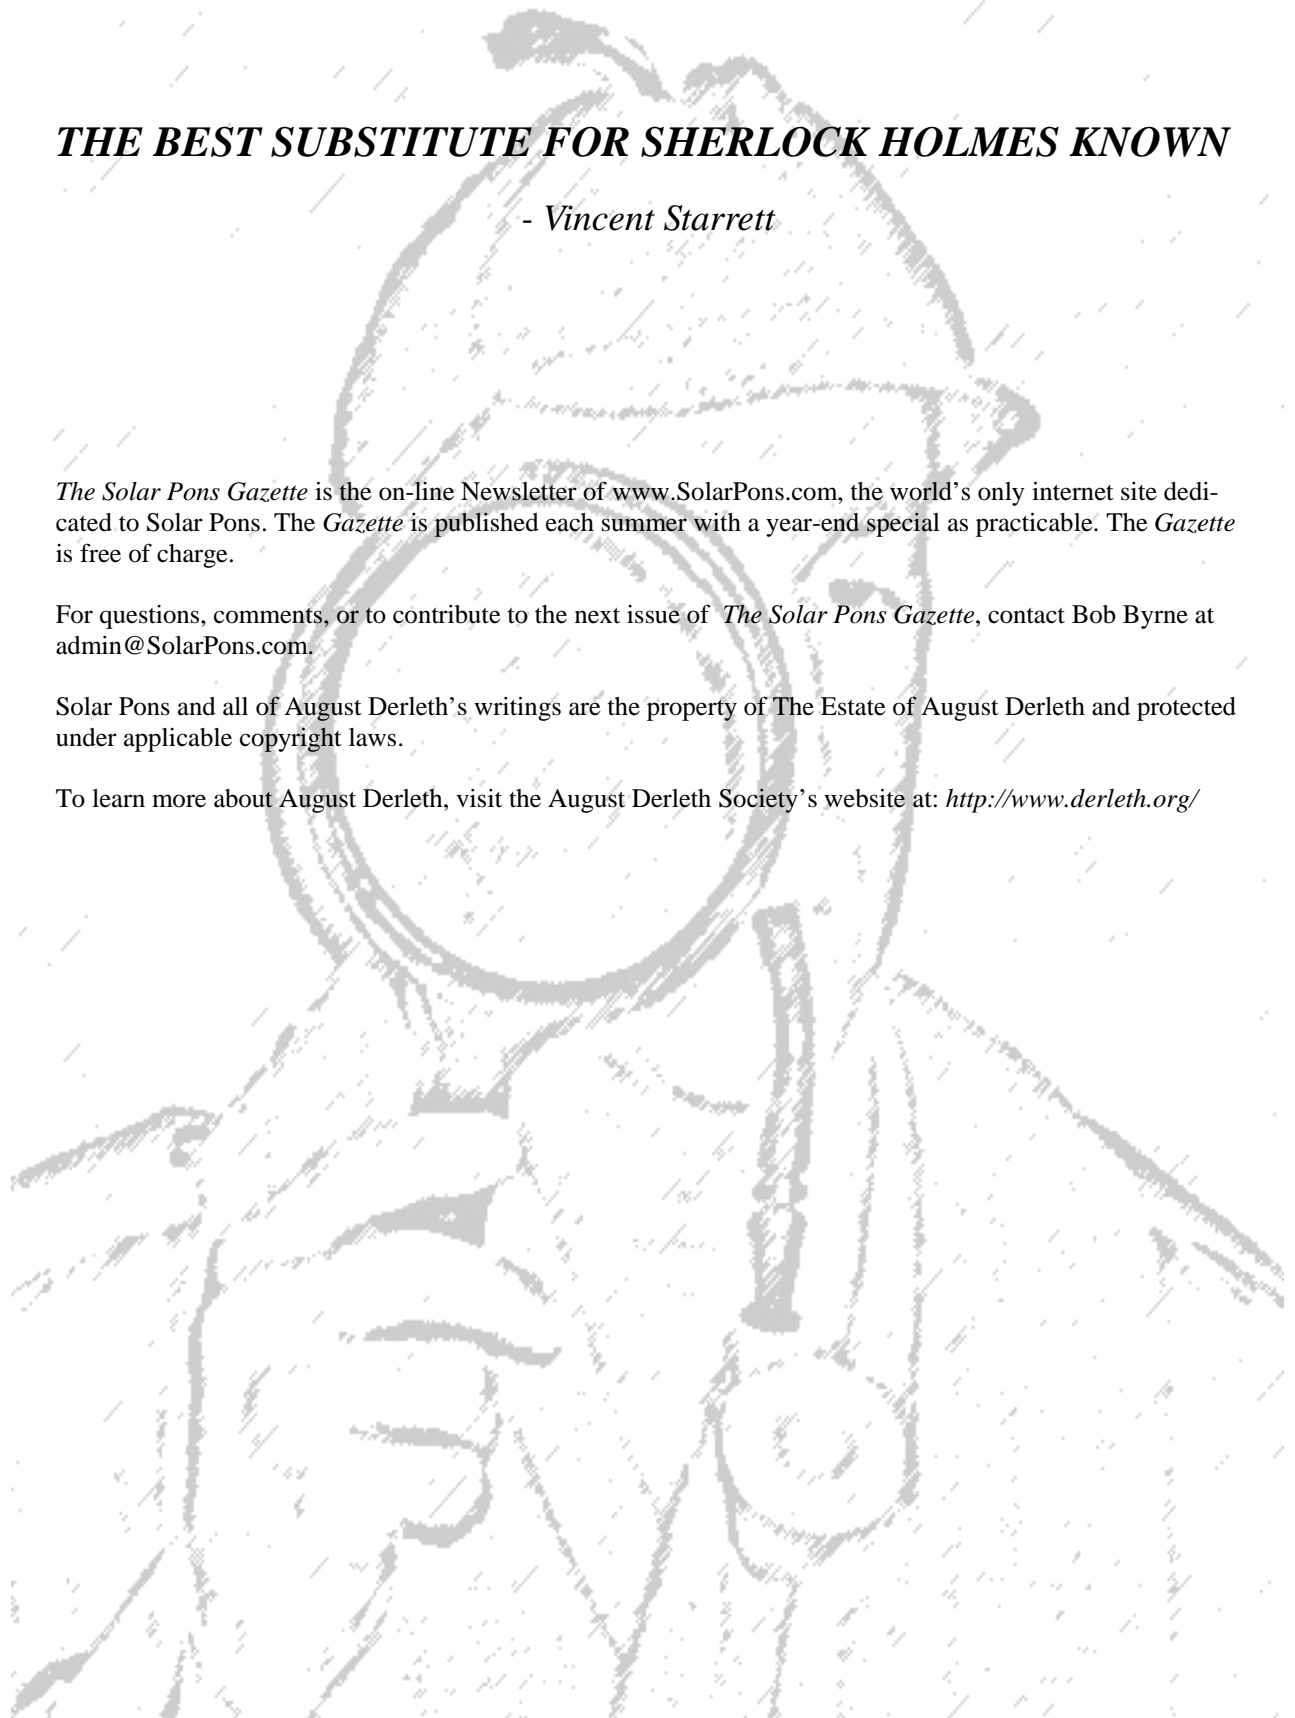 THE BEST SUBSTITUTE FOR SHERLOCK HOLMES KNOWN
- Vincent Starrett
The Solar Pons Gazette is the on-line Newsletter of www.SolarPons.com, the world’s only internet site dedi-
cated to Solar Pons. The Gazette is published each summer with a year-end special as practicable. The Gazette
is free of charge.
For questions, comments, or to contribute to the next issue of The Solar Pons Gazette, contact Bob Byrne at
admin@SolarPons.com.
Solar Pons and all of August Derleth’s writings are the property of The Estate of August Derleth and protected
under applicable copyright laws.
To learn more about August Derleth, visit the August Derleth Society’s website at: http://www.derleth.org/